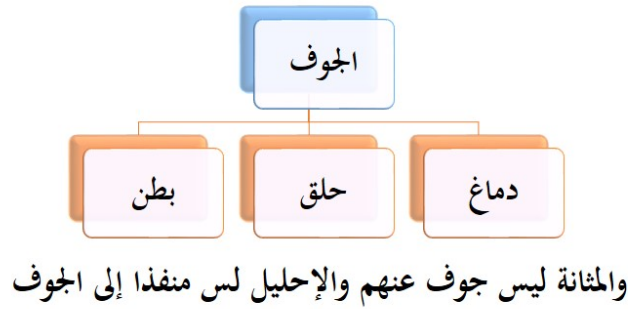 الجوف
دماغ
حلق
بطن
والمثانة ليس جوف عنهم والإحليل لس منفذا إلى الجوف